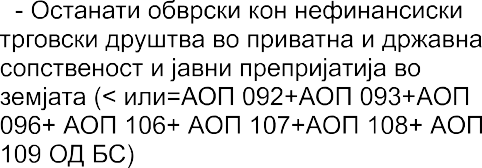 - Останати обврски кон нефинансиски
трговски друштва во приватна и државна
сопственост и јавни препријатија во
земјата (< или=АОП 092+АОП 093+АОП
096+ АОП 106+ АОП 107+АОП 108+ АОП
109 ОД БС)